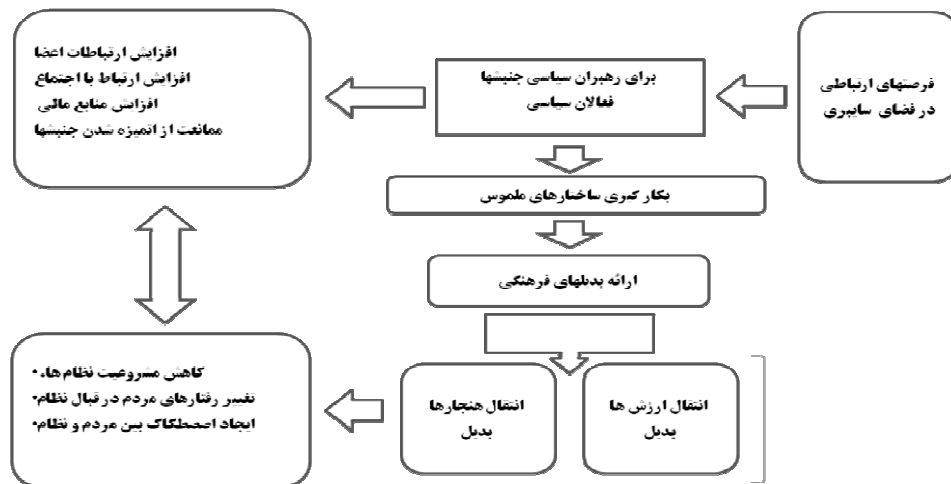 فرصتهای ارتباطی
در فضای سایبری
برای رهبران سیاسی جنبشها
فعالان سیاسی
افزایش ارتباطات اعضا
افزایش ارتباط با اجتماع
افزایش منابع مالی
ممانعت از اتمیزه شدن جنبشها
بکار گیری ساختارهای ملموس
ارائه بدیلهای فرهنگی
انتقال ارزش ها
بدیل
انتقال هنجارها
بدیل
•کاهش مشروعیت نظام ها.
•تغییر رفتارهای مردم در قبال نظام
•ایجاد اصطکاک بین مردم و نظام